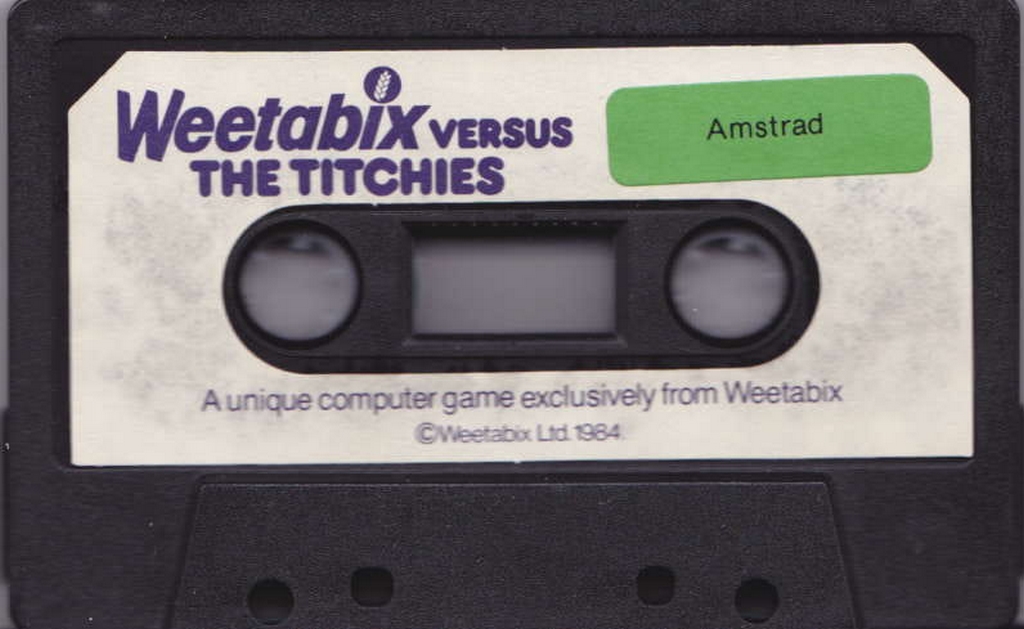 Weetabix VERSUS
THE TITCHIES
Amstrad
A unique computer game exclusively from Weetabix
©Weetabix Ltd. 1984.